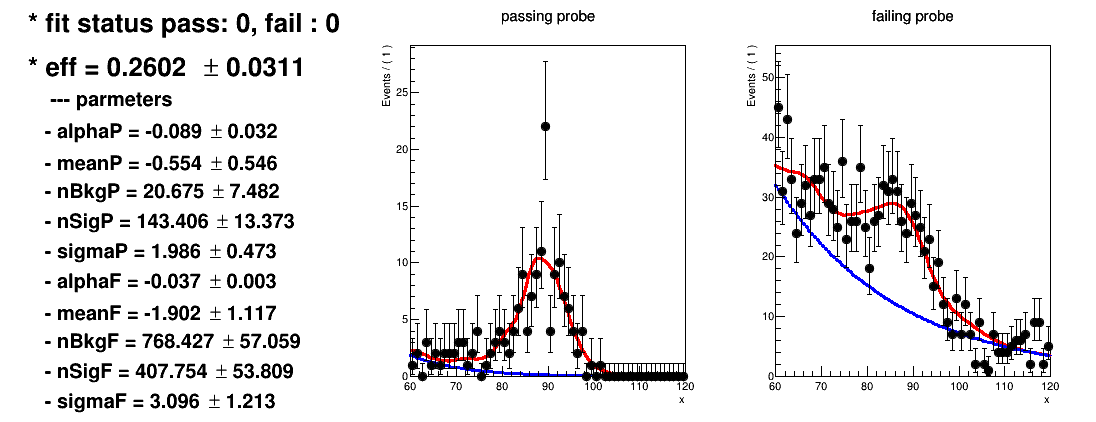 * fit status pass: 0, fail : 0
* eff = 0.2602 ± 0.0311
--- parmeters
- alphaP = -0.089 ± 0.032
- meanP = -0.554 ± 0.546
- nBkgP = 20.675 ± 7.482
- nSigP = 143.406 ± 13.373
- sigmaP = 1.986 ± 0.473
- alphaF = -0.037 ± 0.003
- meanF = -1.902 ± 1.117
- nBkgF = 768.427 ± 57.059
- nSigF = 407.754 ± 53.809
- sigmaF = 3.096 ± 1.213
passing probe
Events / ( 1 )
25
20
15
10
5
0
60 70 80 90 100 110 120
x
failing probe
Events / ( 1 )
50
40
30
20
10
0
60 70 80 90 100 110 120
x